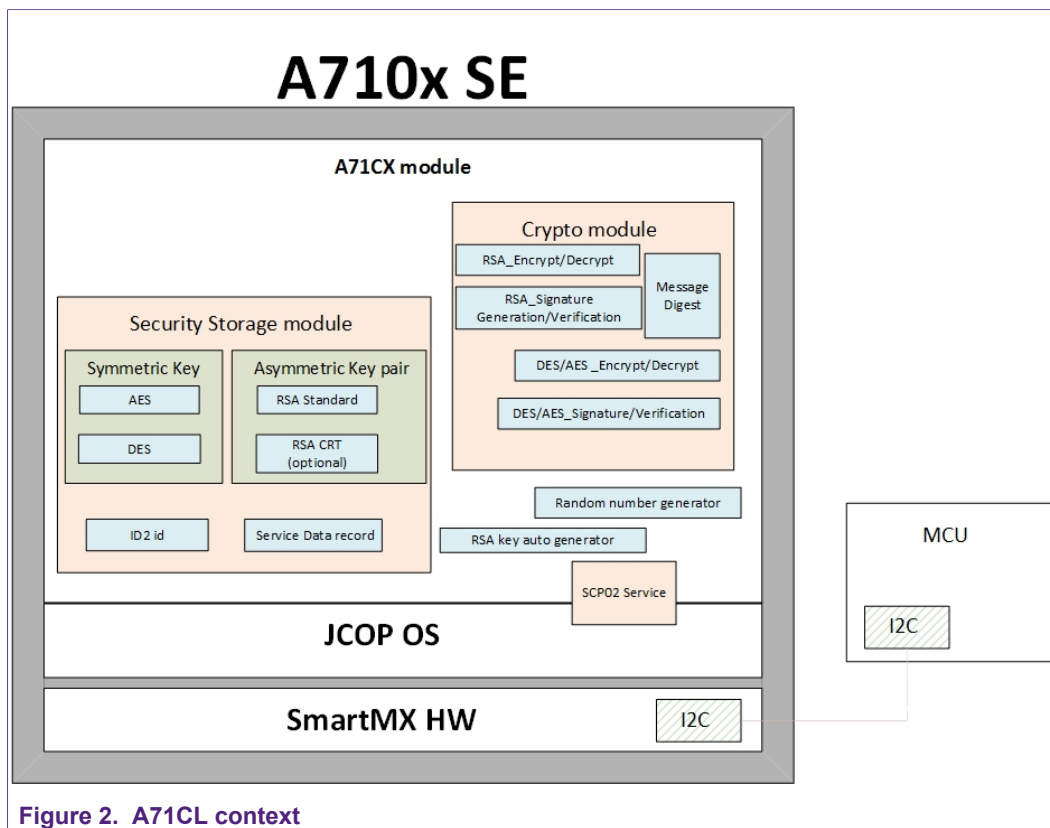 A710x SE
A71CX module
Crypto module
RSA_Encrypt/Decrypt
Message
Digest
RSA_Signature
Generation/Verification
DES/AES _Encrypt/Decrypt
DES/AES_Signature/Verification
Security Storage module
Symmetric Key
AES
DES
Asymmetric Key pair
RSA Standard
RSA CRT
(optional)
ID2 id
Service Data record
Random number generator
RSA key auto generator
SCP02 Service
JCOP OS
SmartMX HW
I2C
MCU
I2C
Figure 2. A71CL context